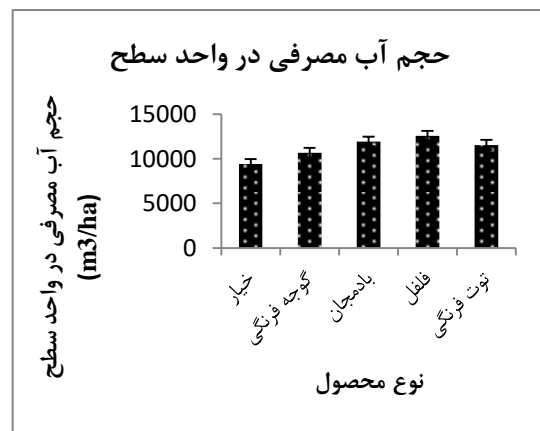 حجم آب مصرفی در واحد سطح
حجم آب مصرفی در واحد سطح
(m3/ha)
15000
10000
5000
0
خیار
گوجه فرنگی
بادمجان
فلفل
توت فرنگی
نوع محصول